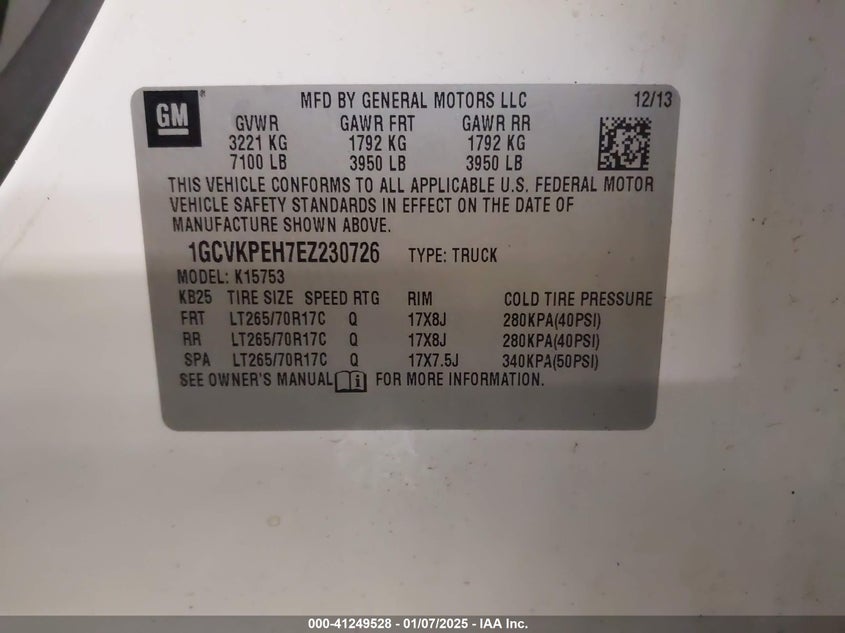 GM
MFD BY GENERAL MOTORS LLC 12/13
GVWR GAWR FRT GAWR RR
3221 KG 1792 KG 1792 KG
7100 LB 3950 LB 3950 LB
THIS VEHICLE CONFORMS TO ALL APPLICABLE U.S. FEDERAL MOTOR
VEHICLE SAFETY STANDARDS IN EFFECT ON THE DATE OF
MANUFACTURE SHOWN ABOVE.
1GCVKPEH7EZ230726 TYPE: TRUCK
MODEL: K15753
KB25 TIRE SIZE SPEED RTG RIM COLD TIRE PRESSURE
FRT LT265/70R17C Q 17X8J 280KPA(40PSI)
RR LT265/70R17C Q 17X8J 280KPA(40PSI)
SPA LT265/70R17C Q 17X7.5J 340KPA(50PSI)
SEE OWNER'S MANUAL FOR MORE INFORMATION.
000-41249528 - 01/07/2025 - IAA Inc.